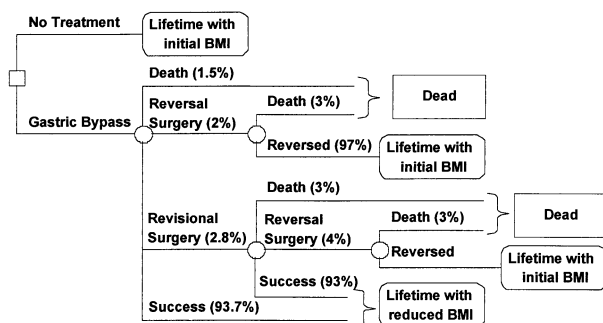 No Treatment
Lifetime with
initial BMI
Death (1.5%)
Reversal
Surgery (2%)
Death (3%)
Dead
Gastric Bypass
Reversed (97%)
Lifetime with
initial BMI
Death (3%)
Revisional
Surgery (2.8%)
Reversal
Surgery (4%)
Death (3%)
Dead
Reversed
Lifetime with
initial BMI
Success (93%)
Success (93.7%)
Lifetime with
reduced BMI